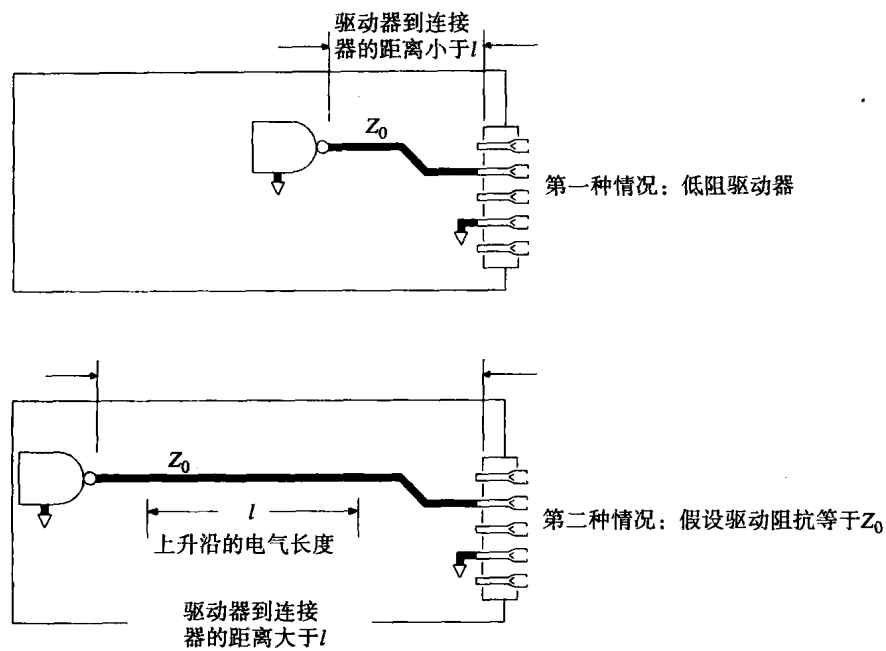 驱动器到连接
器的距离小于l
Z₀
第一种情况：低阻驱动器
Z₀
l
上升沿的电气长度
第二种情况：假设驱动阻抗等于Z₀
驱动器到连接
器的距离大于l